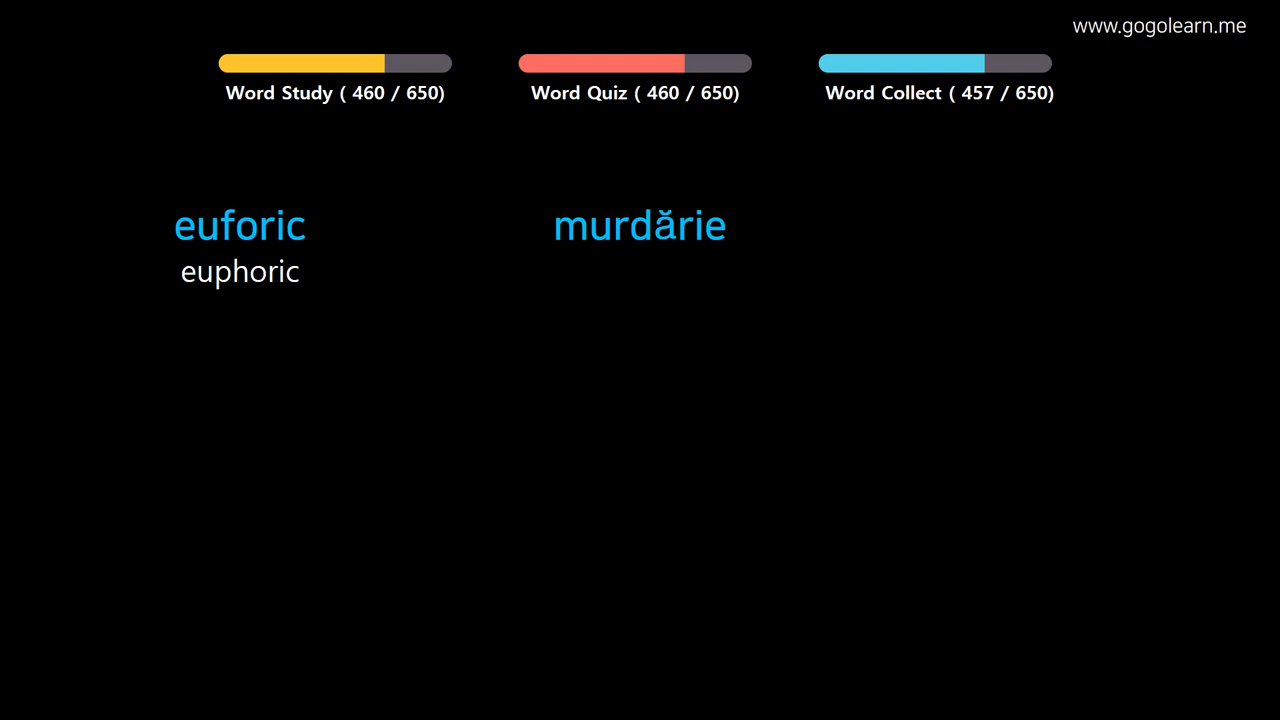 www.gogolearn.me
Word Study ( 460 / 650)
Word Quiz ( 460 / 650)
Word Collect ( 457 / 650)
euforic
euphoric
murdărie